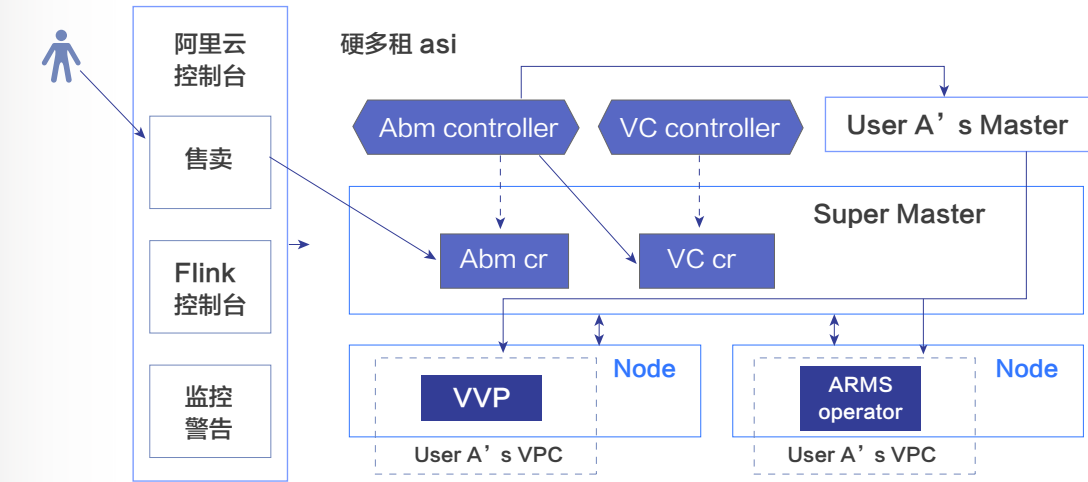 阿里云
控制台
售卖
Flink
控制台
监控
警告
硬多租 asi
Abm controller
VC controller
User A’s Master
Super Master
Abm cr
VC cr
Node
VVP
User A’s VPC
Node
ARMS
operator
User A’s VPC